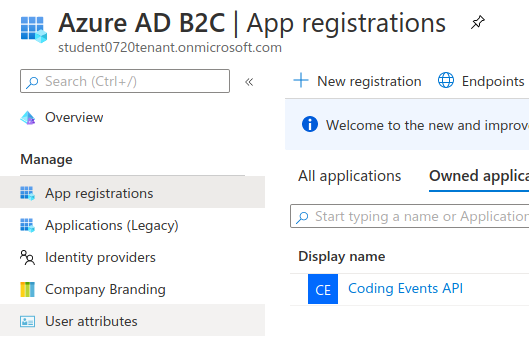 Azure AD B2C | App registrations
student0720tenant.onmicrosoft.com
Search (Ctrl+/)
«
Overview
Manage
App registrations
Applications (Legacy)
Identity providers
Company Branding
User attributes
+ New registration Endpoints
Welcome to the new and improv
All applications Owned applica
Start typing a name or Application
Display name
CE Coding Events API